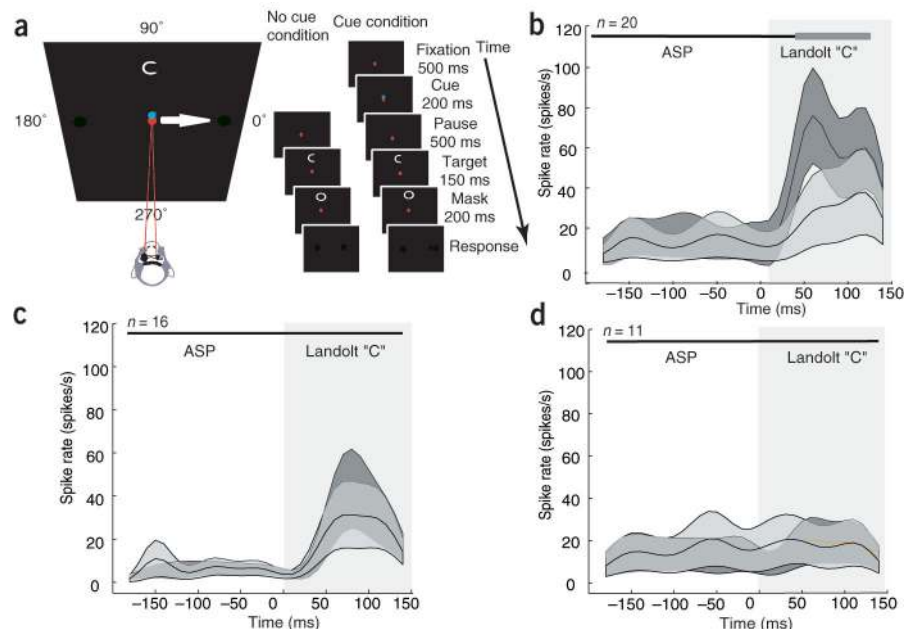 a
90°
180°
0°
270°
No cue
condition
Cue condition
Fixation
500 ms
Cue
200 ms
Pause
500 ms
Target
150 ms
Mask
200 ms
Response
Time
b
n = 20
ASP
Landolt "C"
Spike rate (spikes/s)
120
100
80
60
40
20
0
−150 −100 −50 0 50 100 150
Time (ms)
c
n = 16
ASP
Landolt "C"
Spike rate (spikes/s)
120
100
80
60
40
20
0
−150 −100 −50 0 50 100 150
Time (ms)
d
n = 11
ASP
Landolt "C"
Spike rate (spikes/s)
120
100
80
60
40
20
0
−150 −100 −50 0 50 100 150
Time (ms)